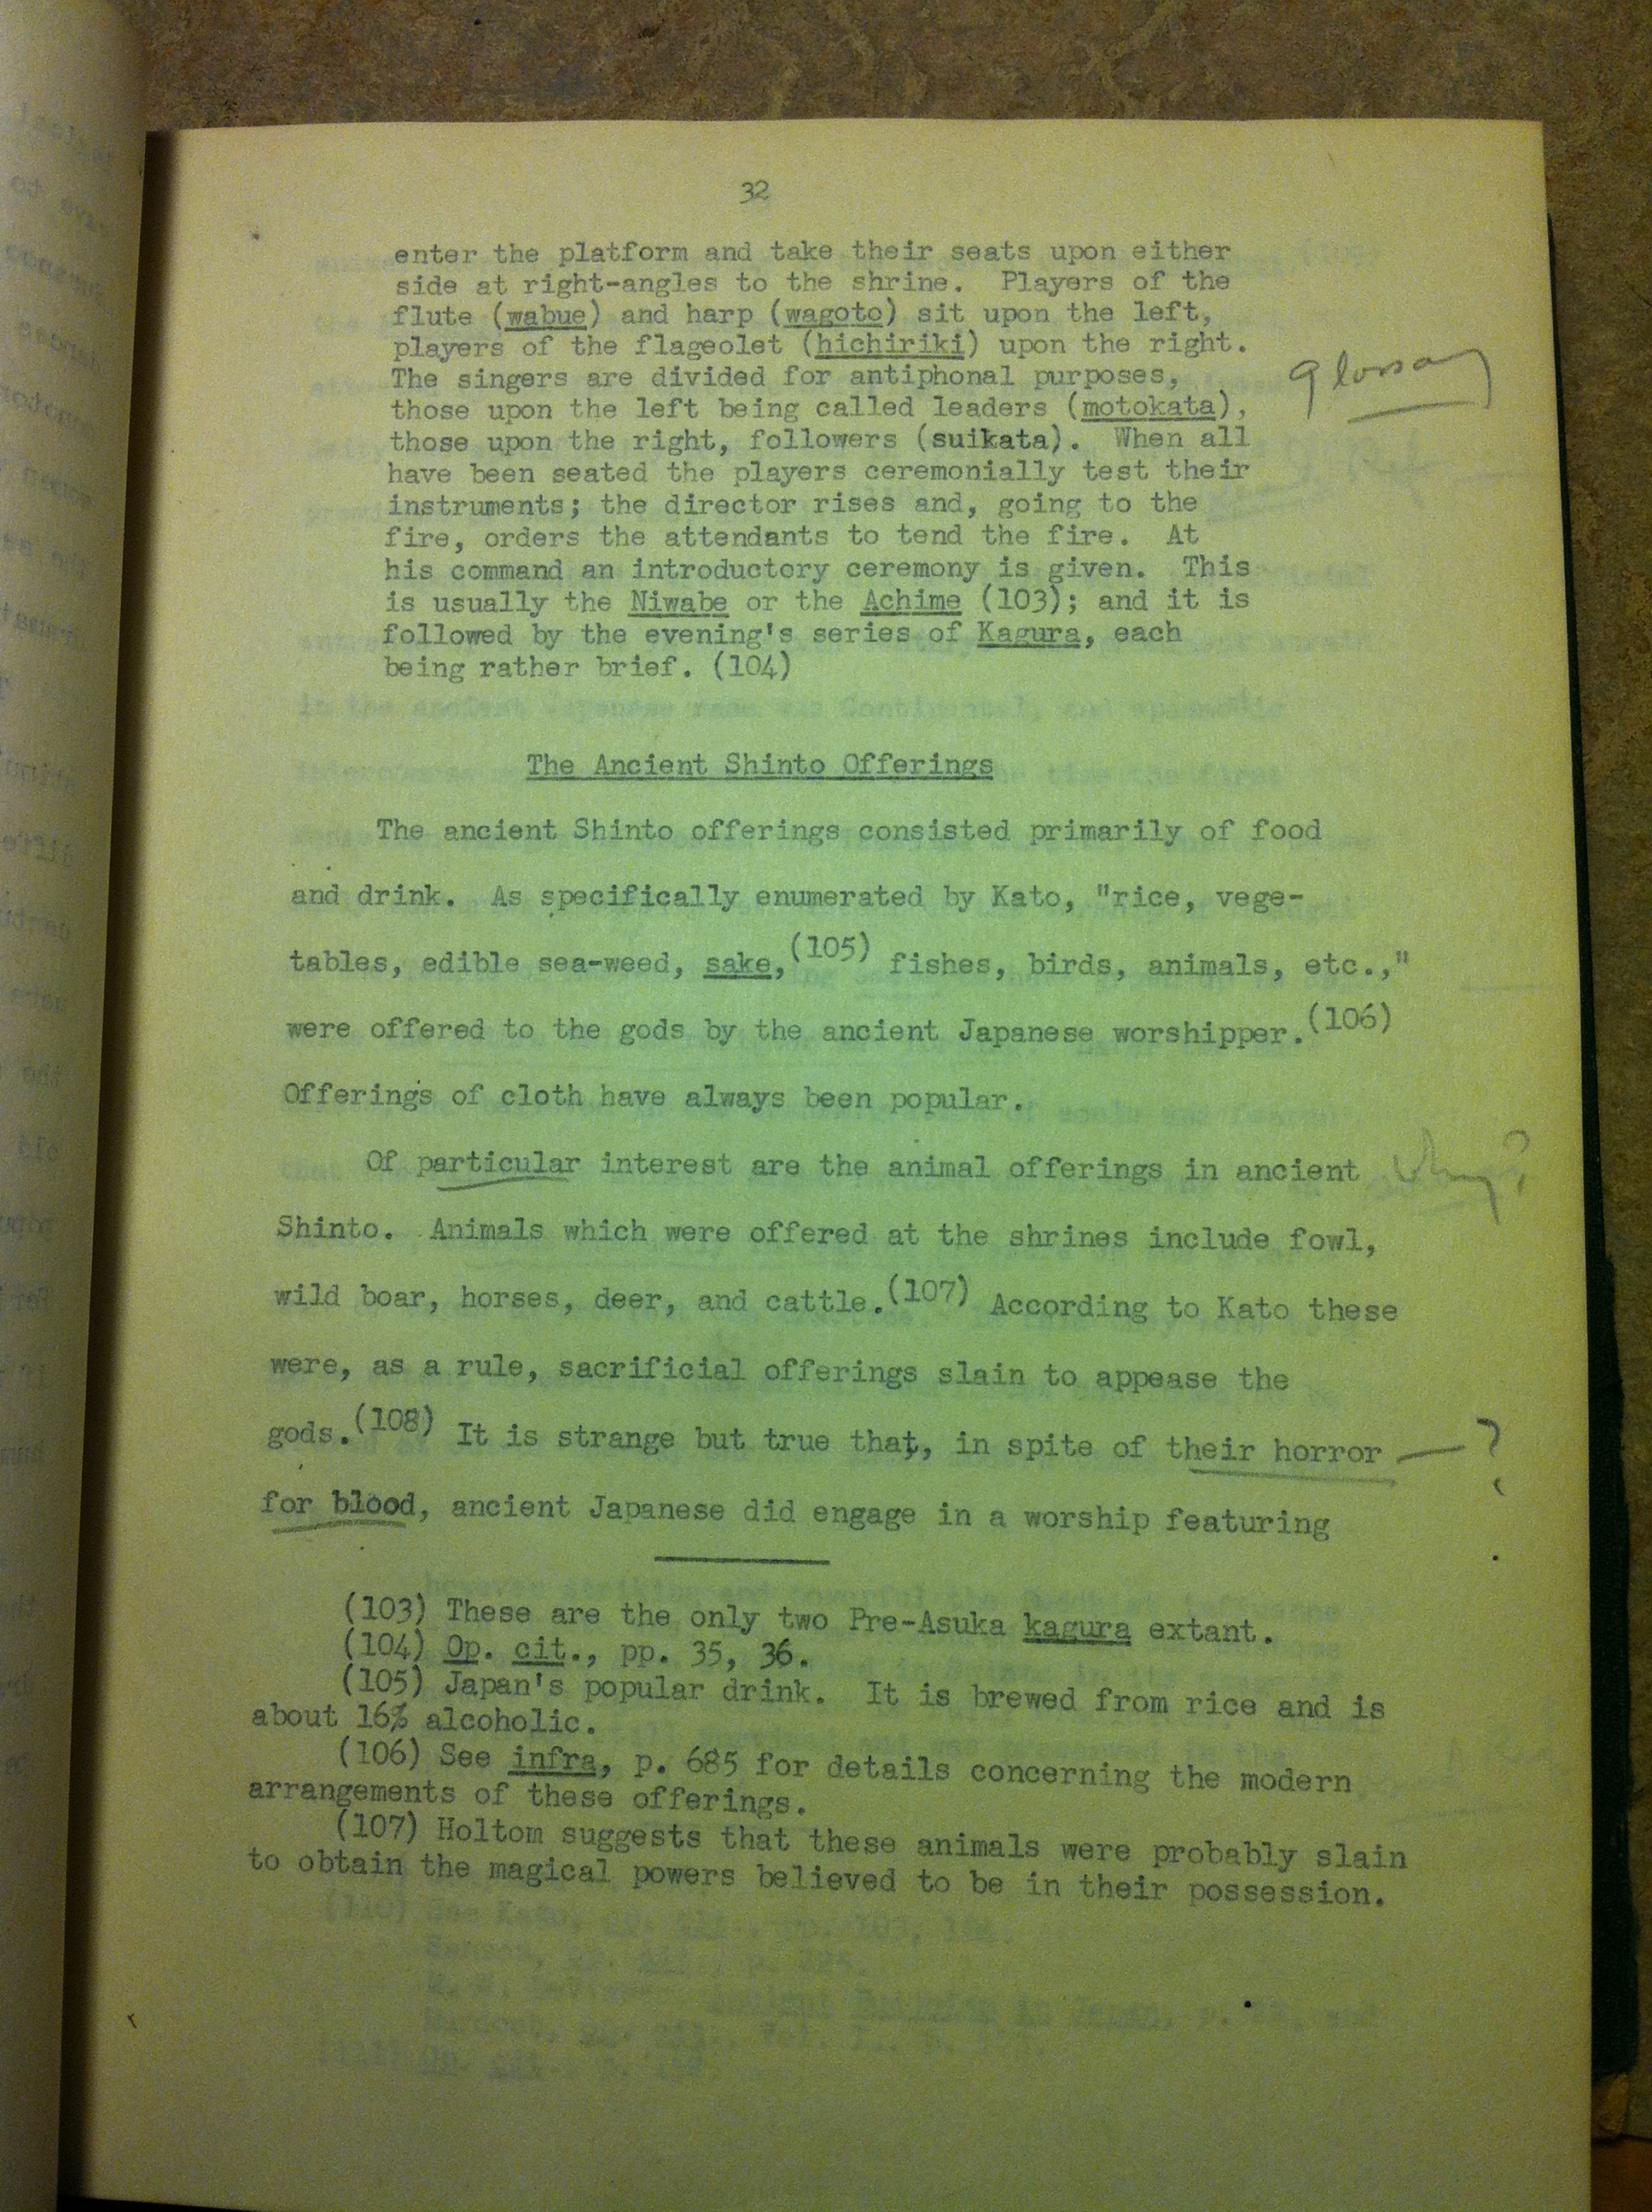 32
enter the platform and take their seats upon either
side at right-angles to the shrine. Players of the
flute (wabue) and harp (wagoto) sit upon the left,
players of the flageolet (hichiriki) upon the right.
The singers are divided for antiphonal purposes,
glossary
those upon the left being called leaders (motokata),
those upon the right, followers (suikata). When all
have been seated the players ceremonially test their
instruments; the director rises and, going to the
fire, orders the attendants to tend the fire. At
his command an introductory ceremony is given. This
is usually the Niwabe or the Achime (103); and it is
followed by the evening's series of Kagura, each
being rather brief. (104)
The Ancient Shinto Offerings
The ancient Shinto offerings consisted primarily of food
and drink. As specifically enumerated by Kato, "rice, vege-
tables, edible sea-weed, sake,(105) fishes, birds, animals, etc.,"
were offered to the gods by the ancient Japanese worshipper.(106)
Offerings of cloth have always been popular.
Of particular interest are the animal offerings in ancient
why?
Shinto. Animals which were offered at the shrines include fowl,
wild boar, horses, deer, and cattle.(107) According to Kato these
were, as a rule, sacrificial offerings slain to appease the
gods.(108) It is strange but true that, in spite of their horror — ?
for blood, ancient Japanese did engage in a worship featuring
(103) These are the only two Pre-Asuka kagura extant.
(104) Op. cit., pp. 35, 36.
(105) Japan's popular drink. It is brewed from rice and is
about 16% alcoholic.
(106) See infra, p. 685 for details concerning the modern
arrangements of these offerings.
(107) Holtom suggests that these animals were probably slain
to obtain the magical powers believed to be in their possession.